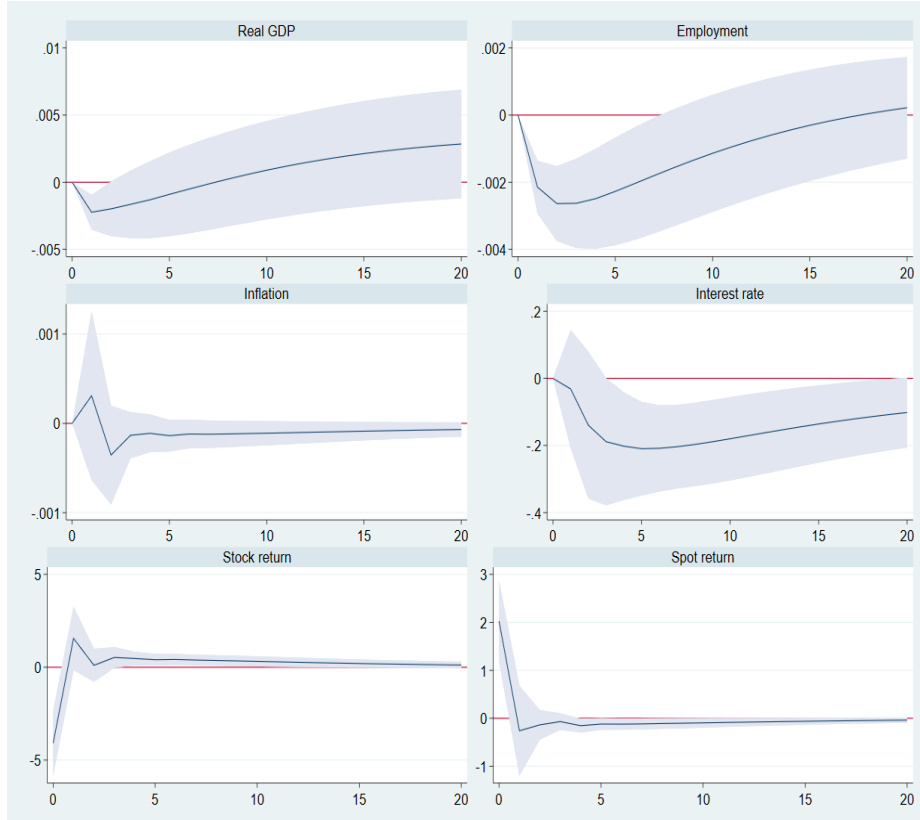 Real GDP
.01
.005
0
-.005
0 5 10 15 20
Employment
.002
0
-.002
-.004
0 5 10 15 20
Inflation
.001
0
-.001
0 5 10 15 20
Interest rate
.2
0
-.2
-.4
0 5 10 15 20
Stock return
5
0
-5
0 5 10 15 20
Spot return
3
2
1
0
-1
0 5 10 15 20